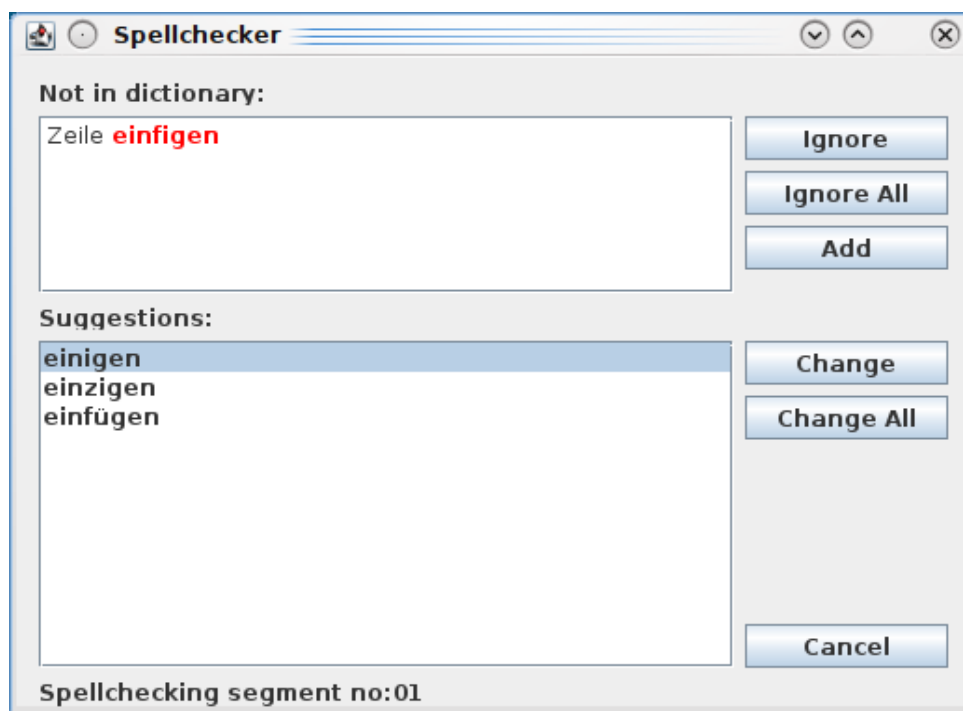 Spellchecker
Not in dictionary:
Zeile einfigen
Ignore
Ignore All
Add
Suggestions:
einigen
einzigen
einfügen
Change
Change All
Cancel
Spellchecking segment no:01